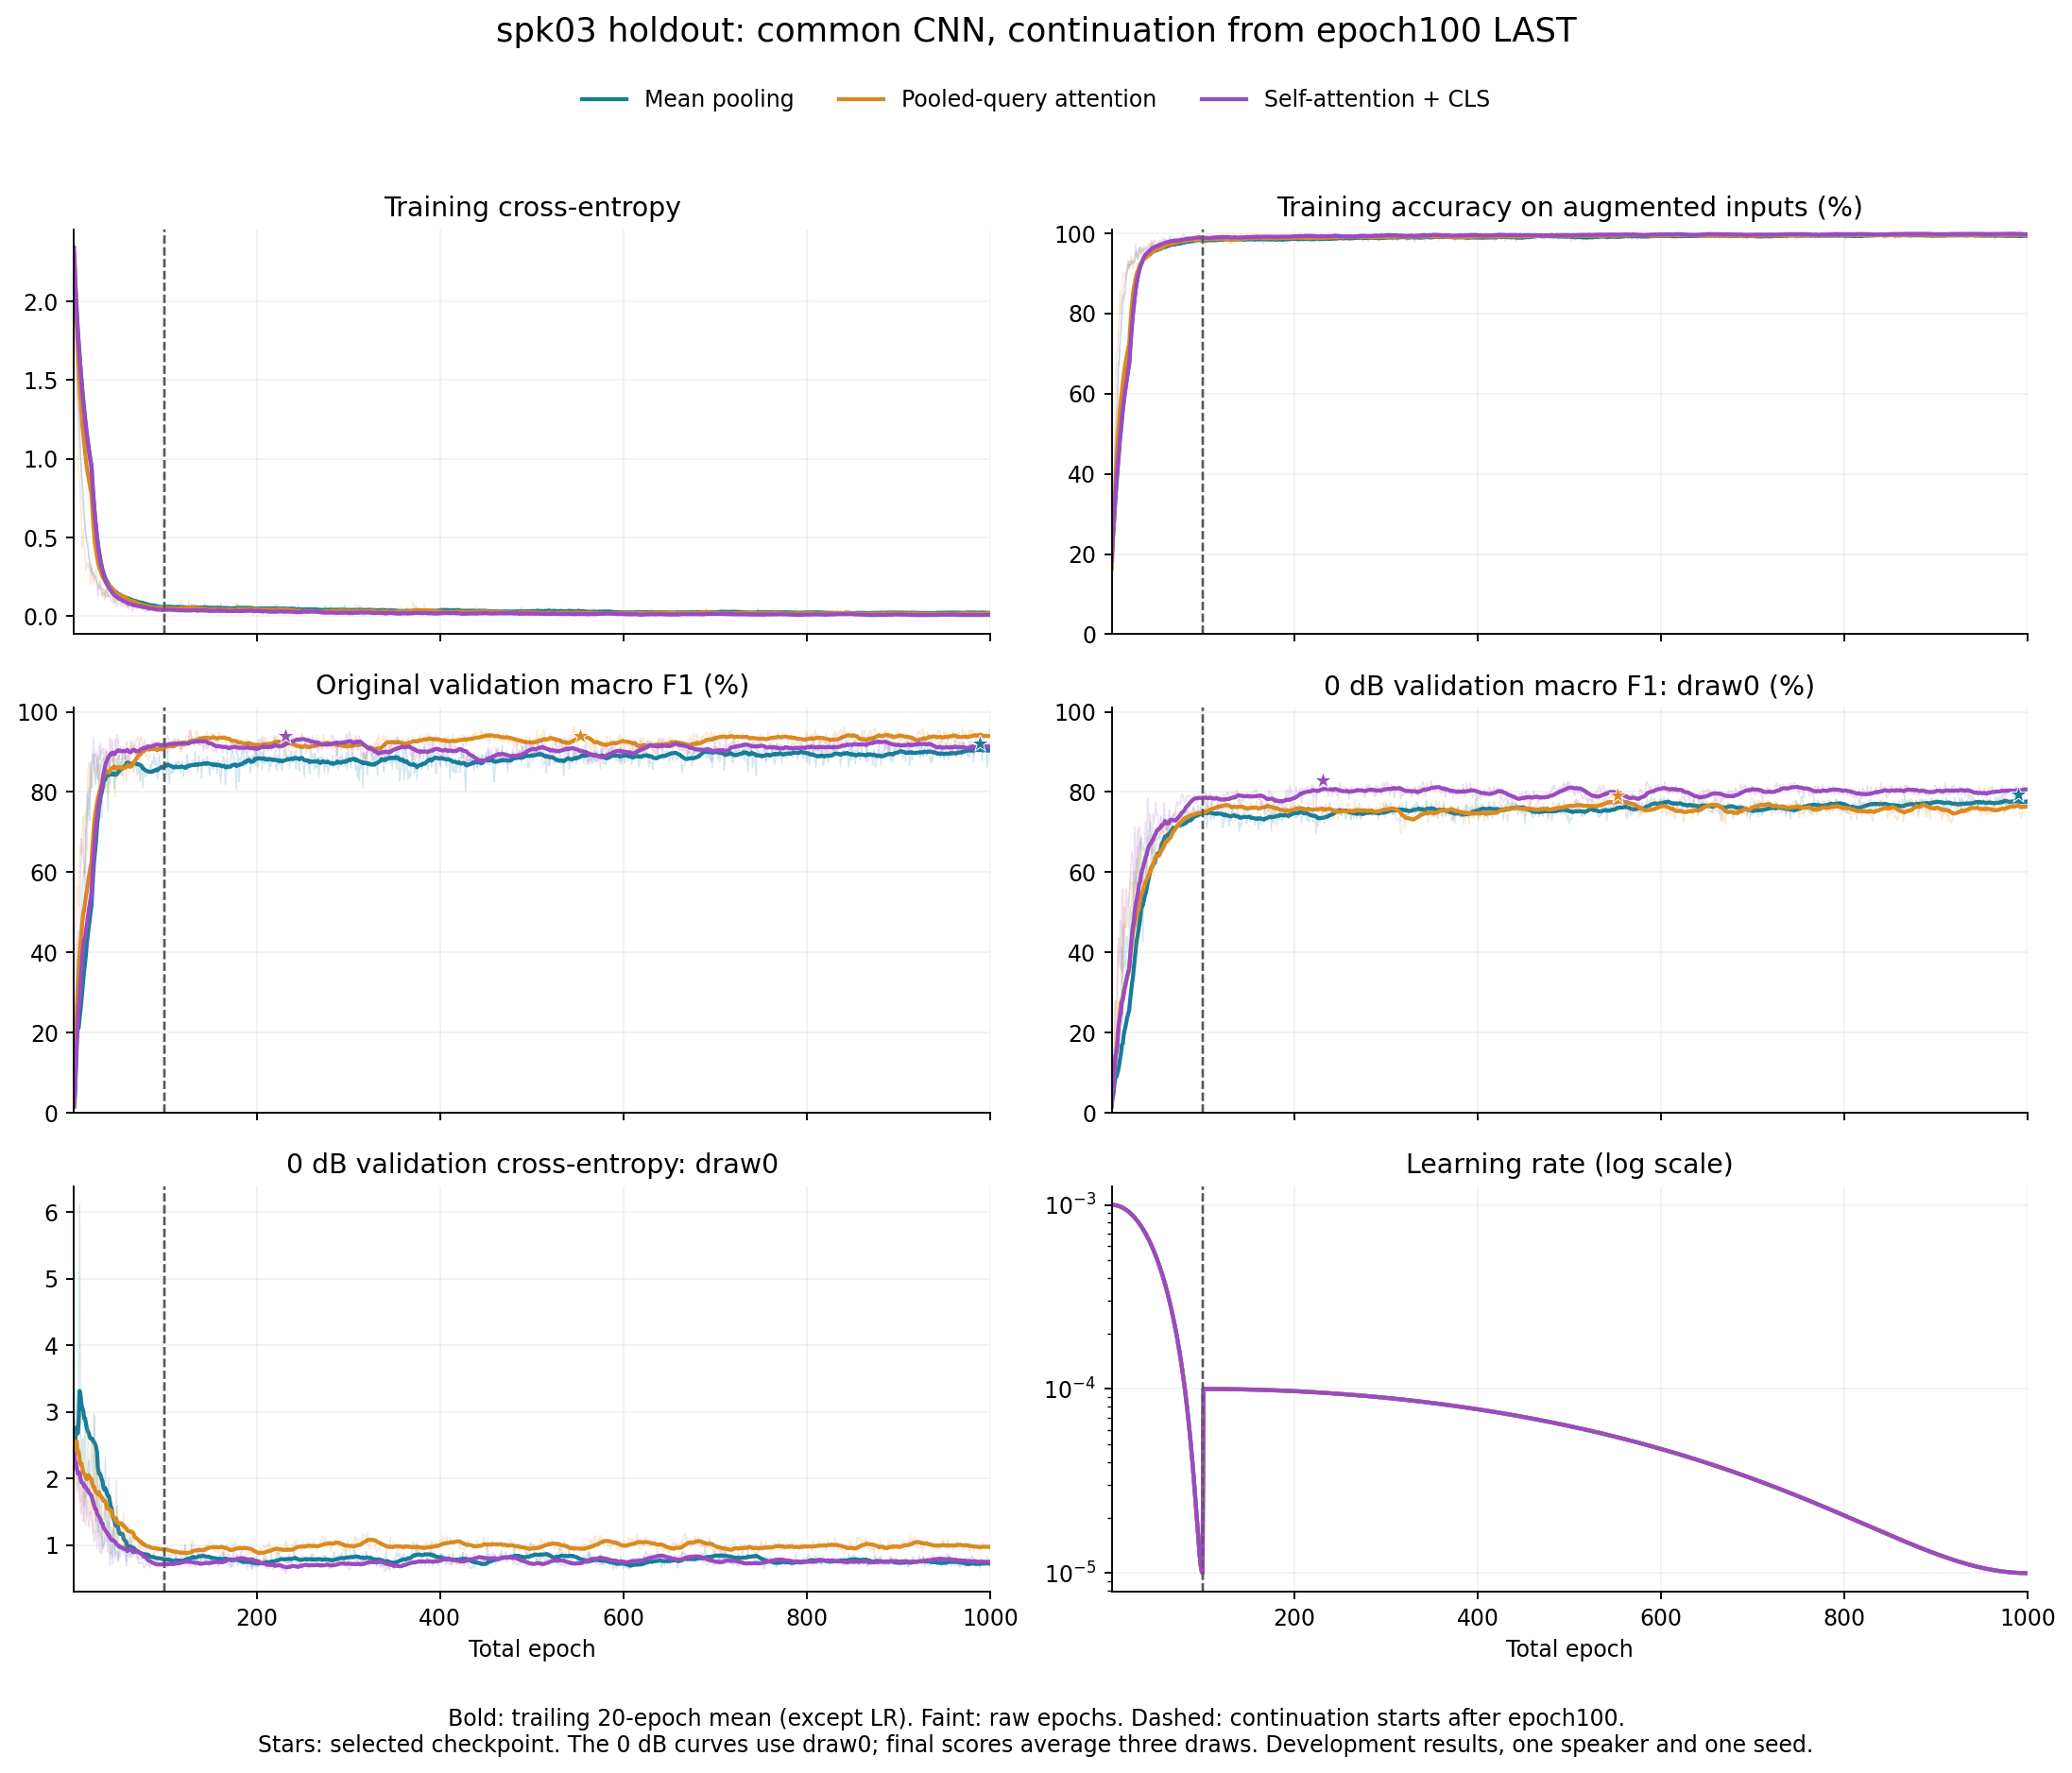 spk03 holdout: common CNN, continuation from epoch100 LAST
Mean pooling
Pooled-query attention
Self-attention + CLS
Training cross-entropy
2.0
1.5
1.0
0.5
0.0
Training accuracy on augmented inputs (%)
100
80
60
40
20
0
Original validation macro F1 (%)
100
80
60
40
20
0
0 dB validation macro F1: draw0 (%)
100
80
60
40
20
0
0 dB validation cross-entropy: draw0
6
5
4
3
2
1
200 400 600 800 1000
Total epoch
Learning rate (log scale)
10⁻³
10⁻⁴
10⁻⁵
200 400 600 800 1000
Total epoch
Bold: trailing 20-epoch mean (except LR). Faint: raw epochs. Dashed: continuation starts after epoch100.
Stars: selected checkpoint. The 0 dB curves use draw0; final scores average three draws. Development results, one speaker and one seed.